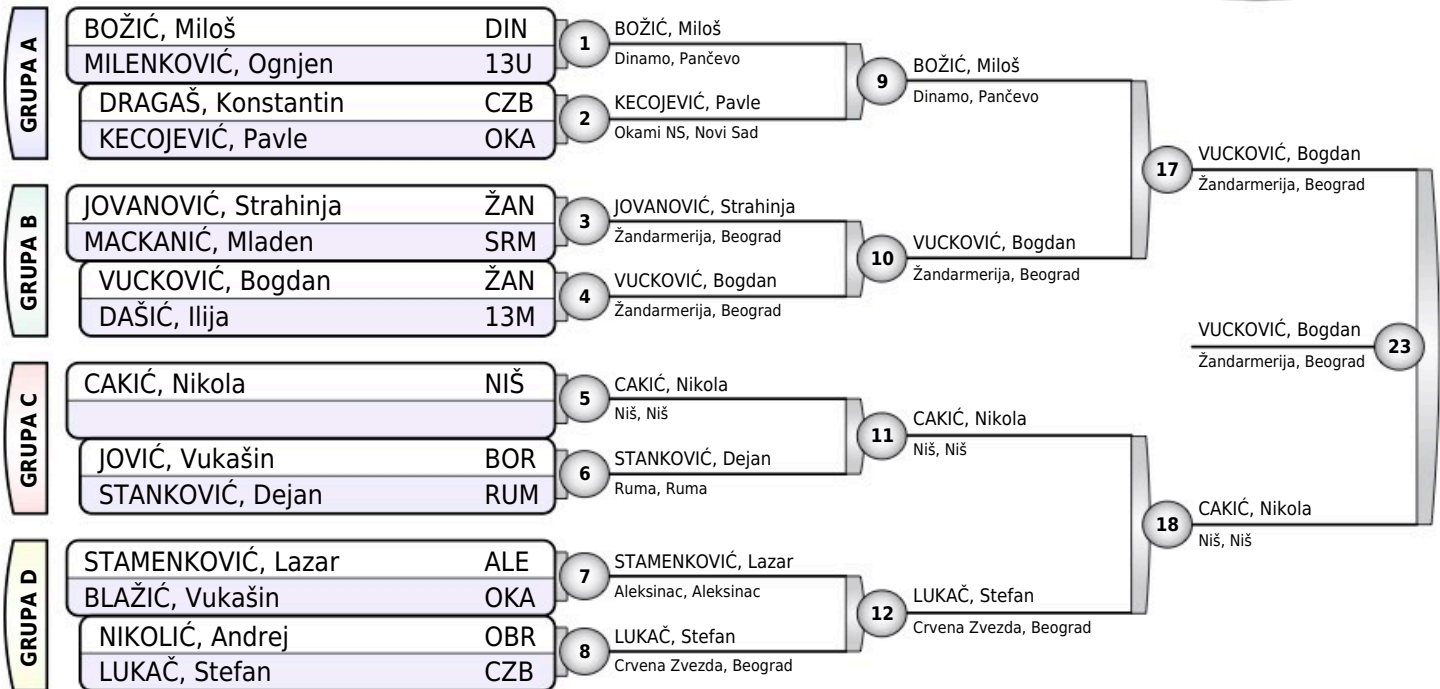 GRUPA A
BOŽIĆ, Miloš DIN
MILENKOVIĆ, Ognjen 13U
DRAGAŠ, Konstantin CZB
KECOJEVIĆ, Pavle OKA
1
BOŽIĆ, Miloš
Dinamo, Pančevo
2
KECOJEVIĆ, Pavle
Okami NS, Novi Sad
9
BOŽIĆ, Miloš
Dinamo, Pančevo
GRUPA B
JOVANOVIĆ, Strahinja ŽAN
MACKANIĆ, Mladen SRM
VUCKOVIĆ, Bogdan ŽAN
DAŠIĆ, Ilija 13M
3
JOVANOVIĆ, Strahinja
Žandarmerija, Beograd
4
VUCKOVIĆ, Bogdan
Žandarmerija, Beograd
10
VUCKOVIĆ, Bogdan
Žandarmerija, Beograd
17
VUCKOVIĆ, Bogdan
Žandarmerija, Beograd
GRUPA C
CAKIĆ, Nikola NIŠ
JOVIĆ, Vukašin BOR
STANKOVIĆ, Dejan RUM
5
CAKIĆ, Nikola
Niš, Niš
6
STANKOVIĆ, Dejan
Ruma, Ruma
11
CAKIĆ, Nikola
Niš, Niš
GRUPA D
STAMENKOVIĆ, Lazar ALE
BLAŽIĆ, Vukašin OKA
NIKOLIĆ, Andrej OBR
LUKAČ, Stefan CZB
7
STAMENKOVIĆ, Lazar
Aleksinac, Aleksinac
8
LUKAČ, Stefan
Crvena Zvezda, Beograd
12
LUKAČ, Stefan
Crvena Zvezda, Beograd
18
CAKIĆ, Nikola
Niš, Niš
VUCKOVIĆ, Bogdan
Žandarmerija, Beograd
23